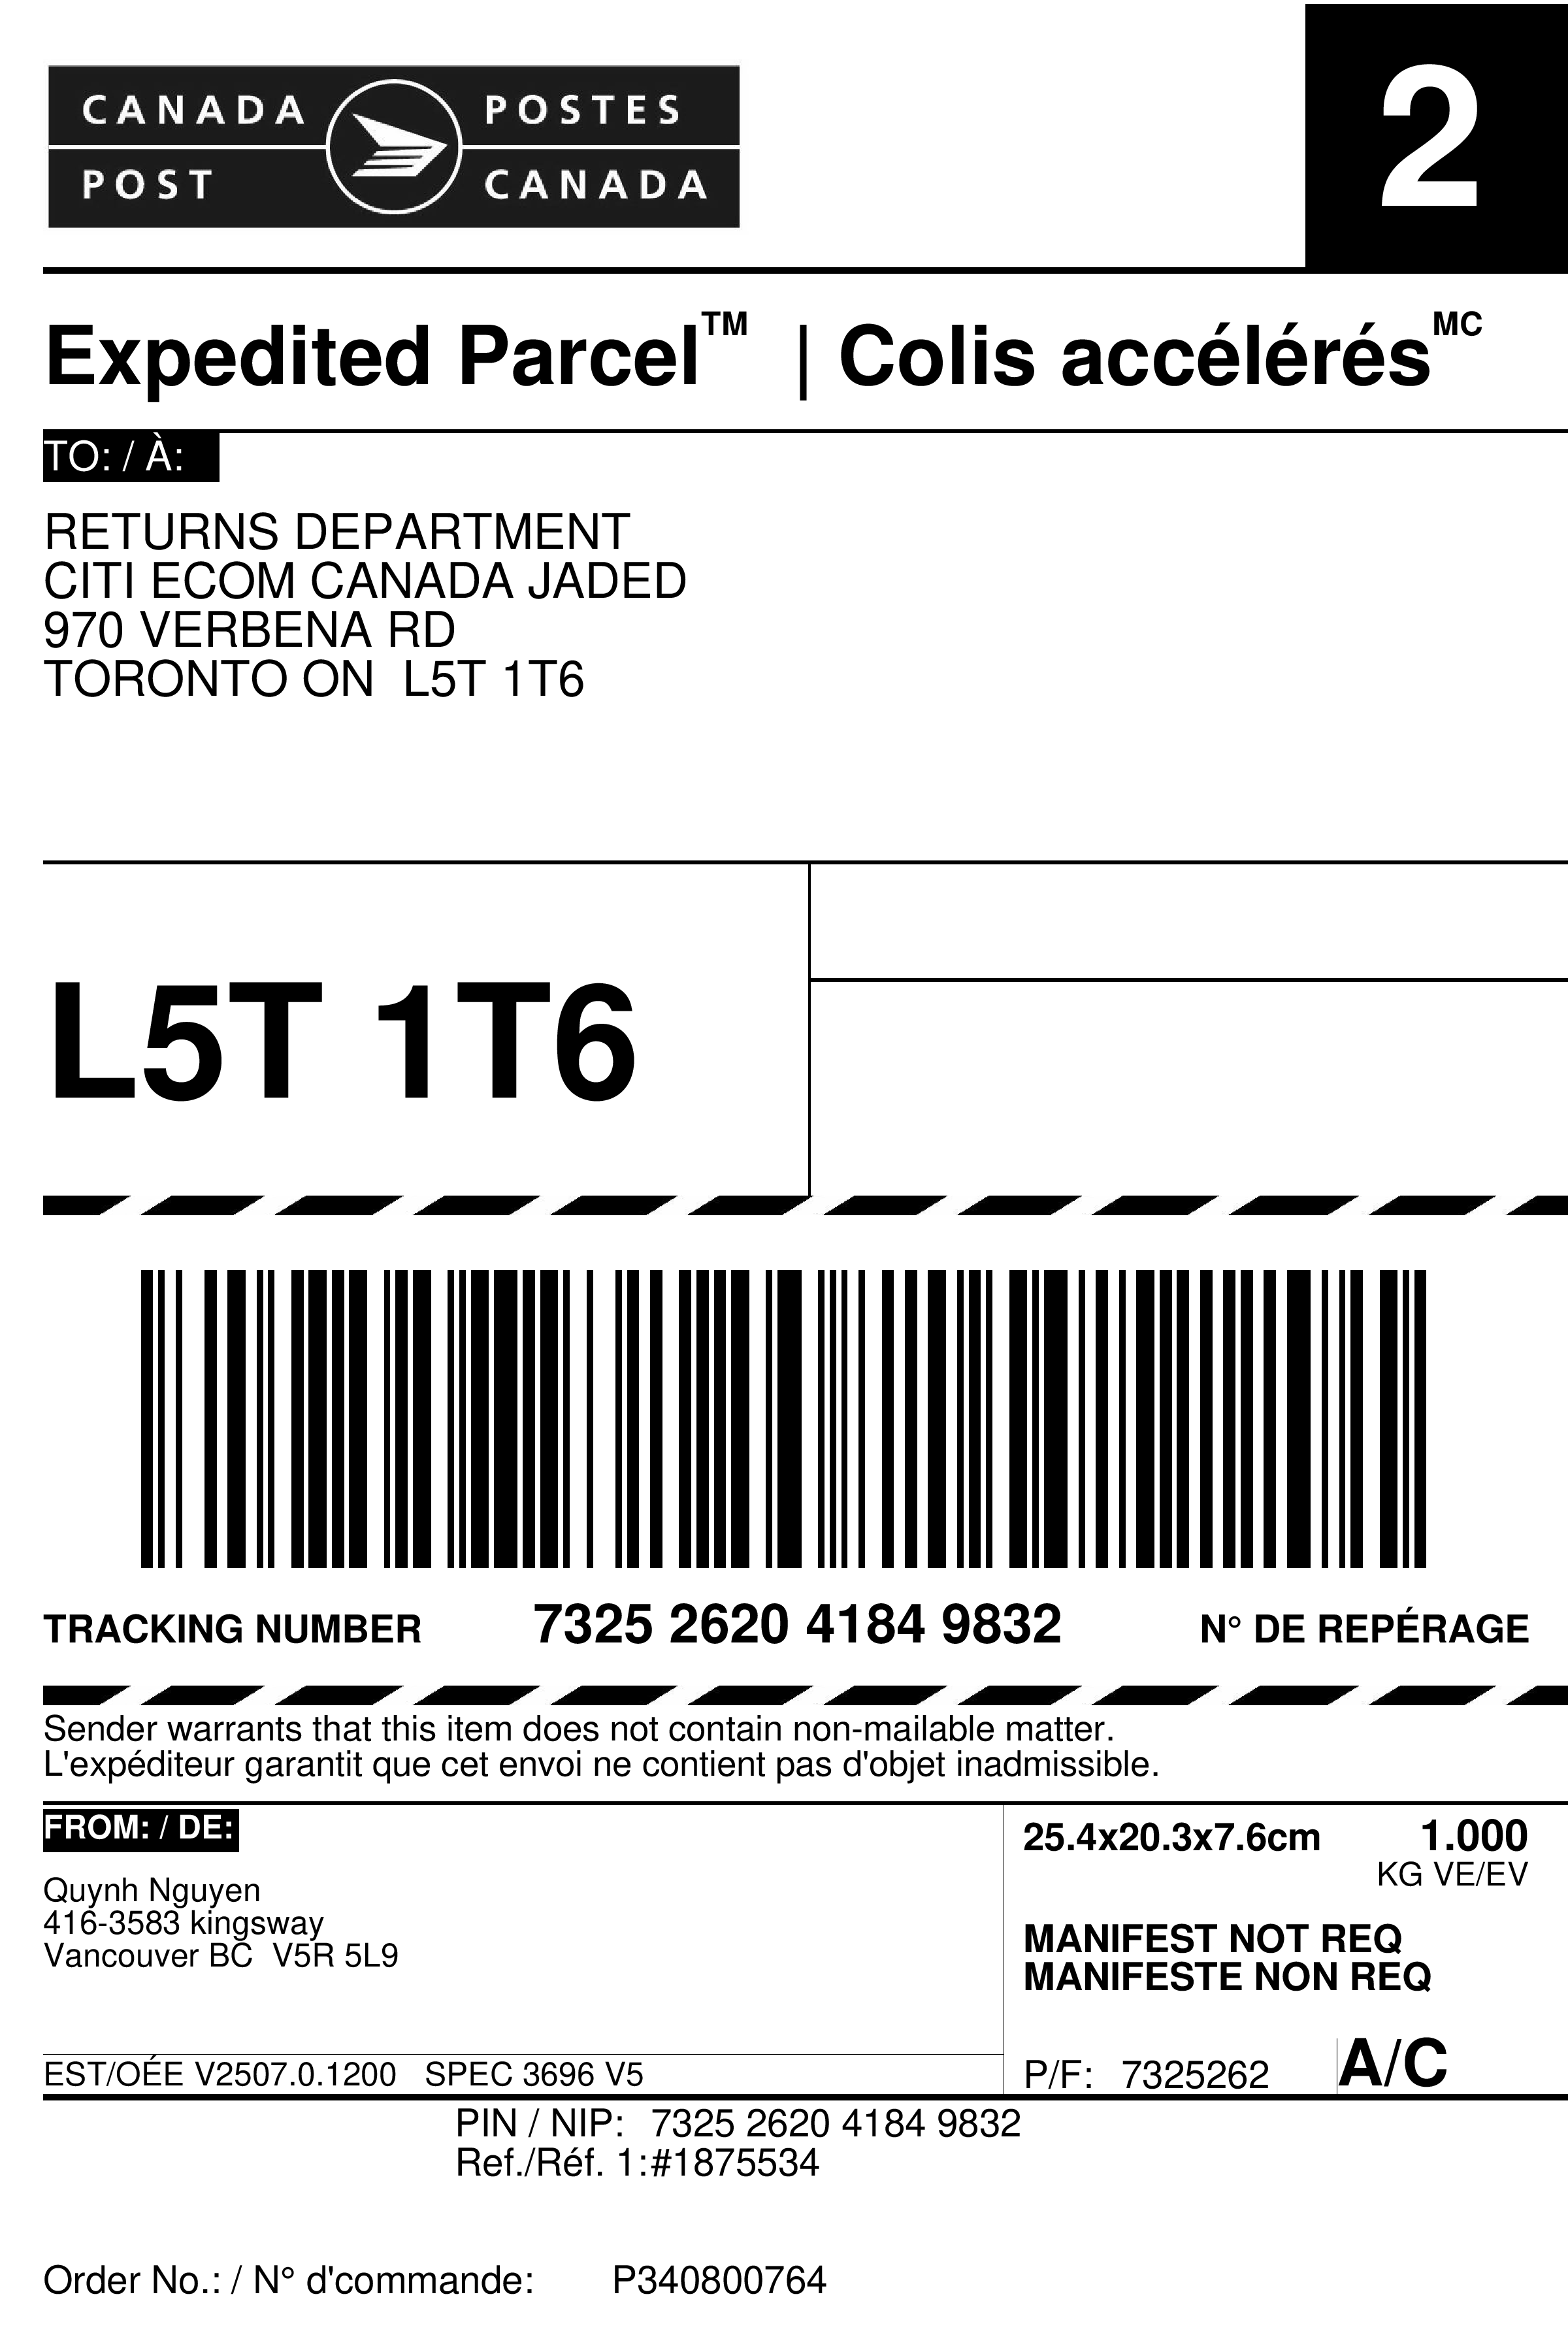 CANADA POSTES
POST CANADA
2
Expedited Parcel™ | Colis accélérésMC
TO: / À:
RETURNS DEPARTMENT
CITI ECOM CANADA JADED
970 VERBENA RD
TORONTO ON L5T 1T6
L5T 1T6
TRACKING NUMBER 7325 2620 4184 9832 N° DE REPÉRAGE
Sender warrants that this item does not contain non-mailable matter.
L'expéditeur garantit que cet envoi ne contient pas d'objet inadmissible.
FROM: / DE:
Quynh Nguyen
416-3583 kingsway
Vancouver BC V5R 5L9
25.4x20.3x7.6cm 1.000
KG VE/EV
MANIFEST NOT REQ
MANIFESTE NON REQ
EST/OÉE V2507.0.1200 SPEC 3696 V5
P/F: 7325262 A/C
PIN / NIP: 7325 2620 4184 9832
Ref./Réf. 1:#1875534
Order No.: / N° d'commande: P340800764